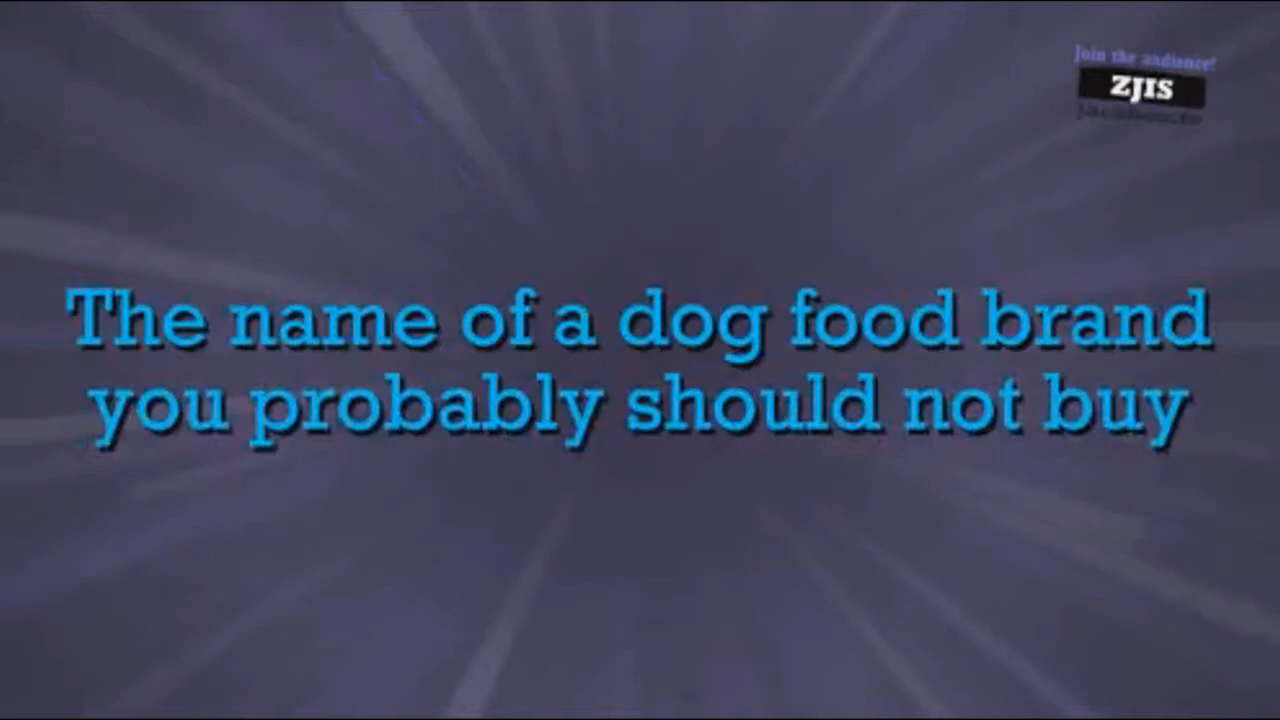 Join the audience!
ZJIS
The name of a dog food brand
you probably should not buy